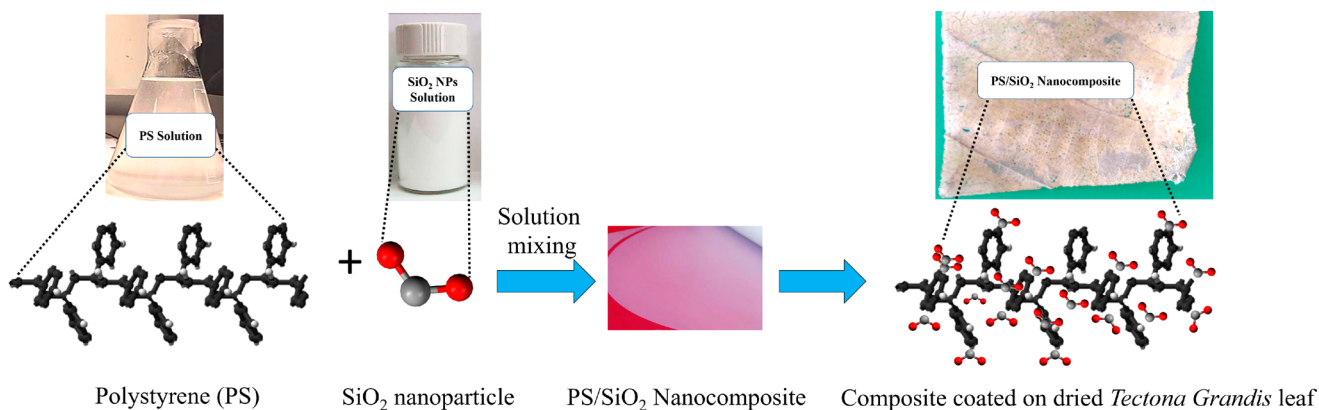 PS Solution
SiO₂ NPs
Solution
PS/SiO₂ Nanocomposite
+
Solution
mixing
Polystyrene (PS)
SiO₂ nanoparticle
PS/SiO₂ Nanocomposite
Composite coated on dried Tectona Grandis leaf